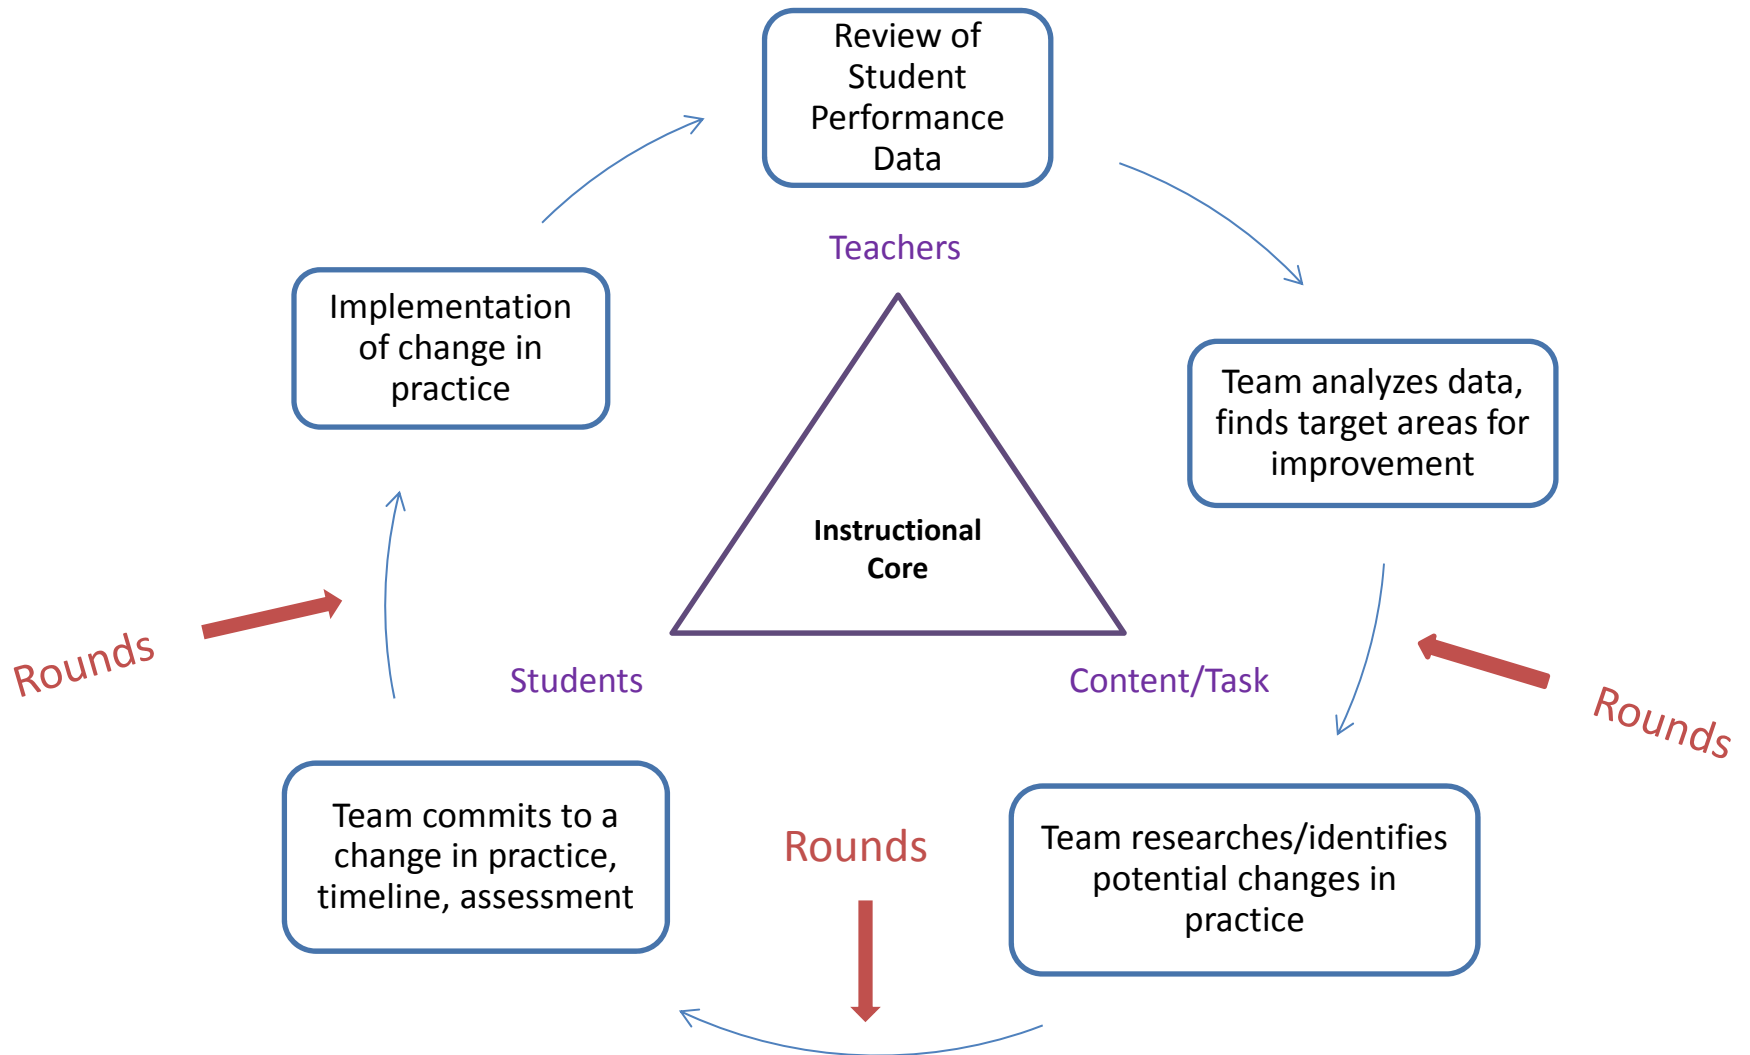 Review of
Student
Performance
Data
Teachers
Implementation
of change in
practice
Team analyzes data,
finds target areas for
improvement
Instructional
Core
Rounds
Students
Content/Task
Rounds
Team commits to a
change in practice,
timeline, assessment
Rounds
Team researches/identifies
potential changes in
practice